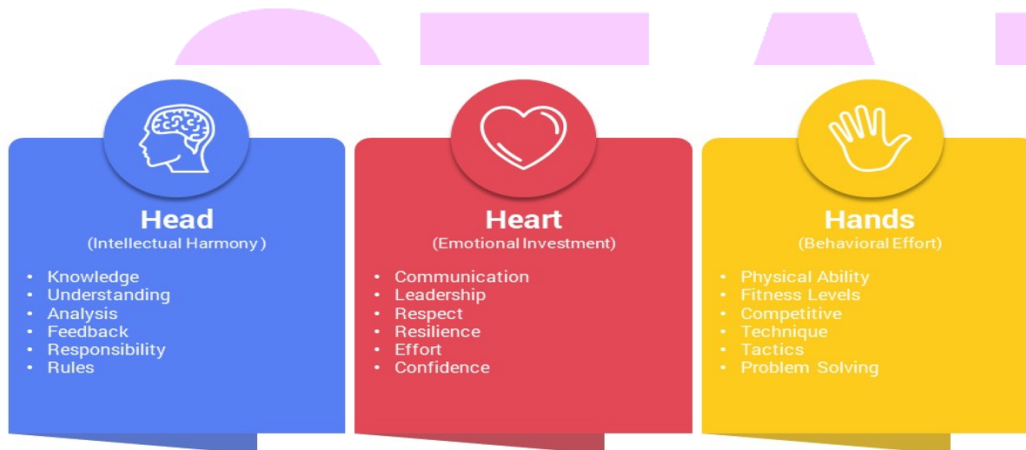 Head
(Intellectual Harmony)
• Knowledge
• Understanding
• Analysis
• Feedback
• Responsibility
• Rules
Heart
(Emotional Investment)
• Communication
• Leadership
• Respect
• Resilience
• Effort
• Confidence
Hands
(Behavioral Effort)
• Physical Ability
• Fitness Levels
• Competitive
• Technique
• Tactics
• Problem Solving